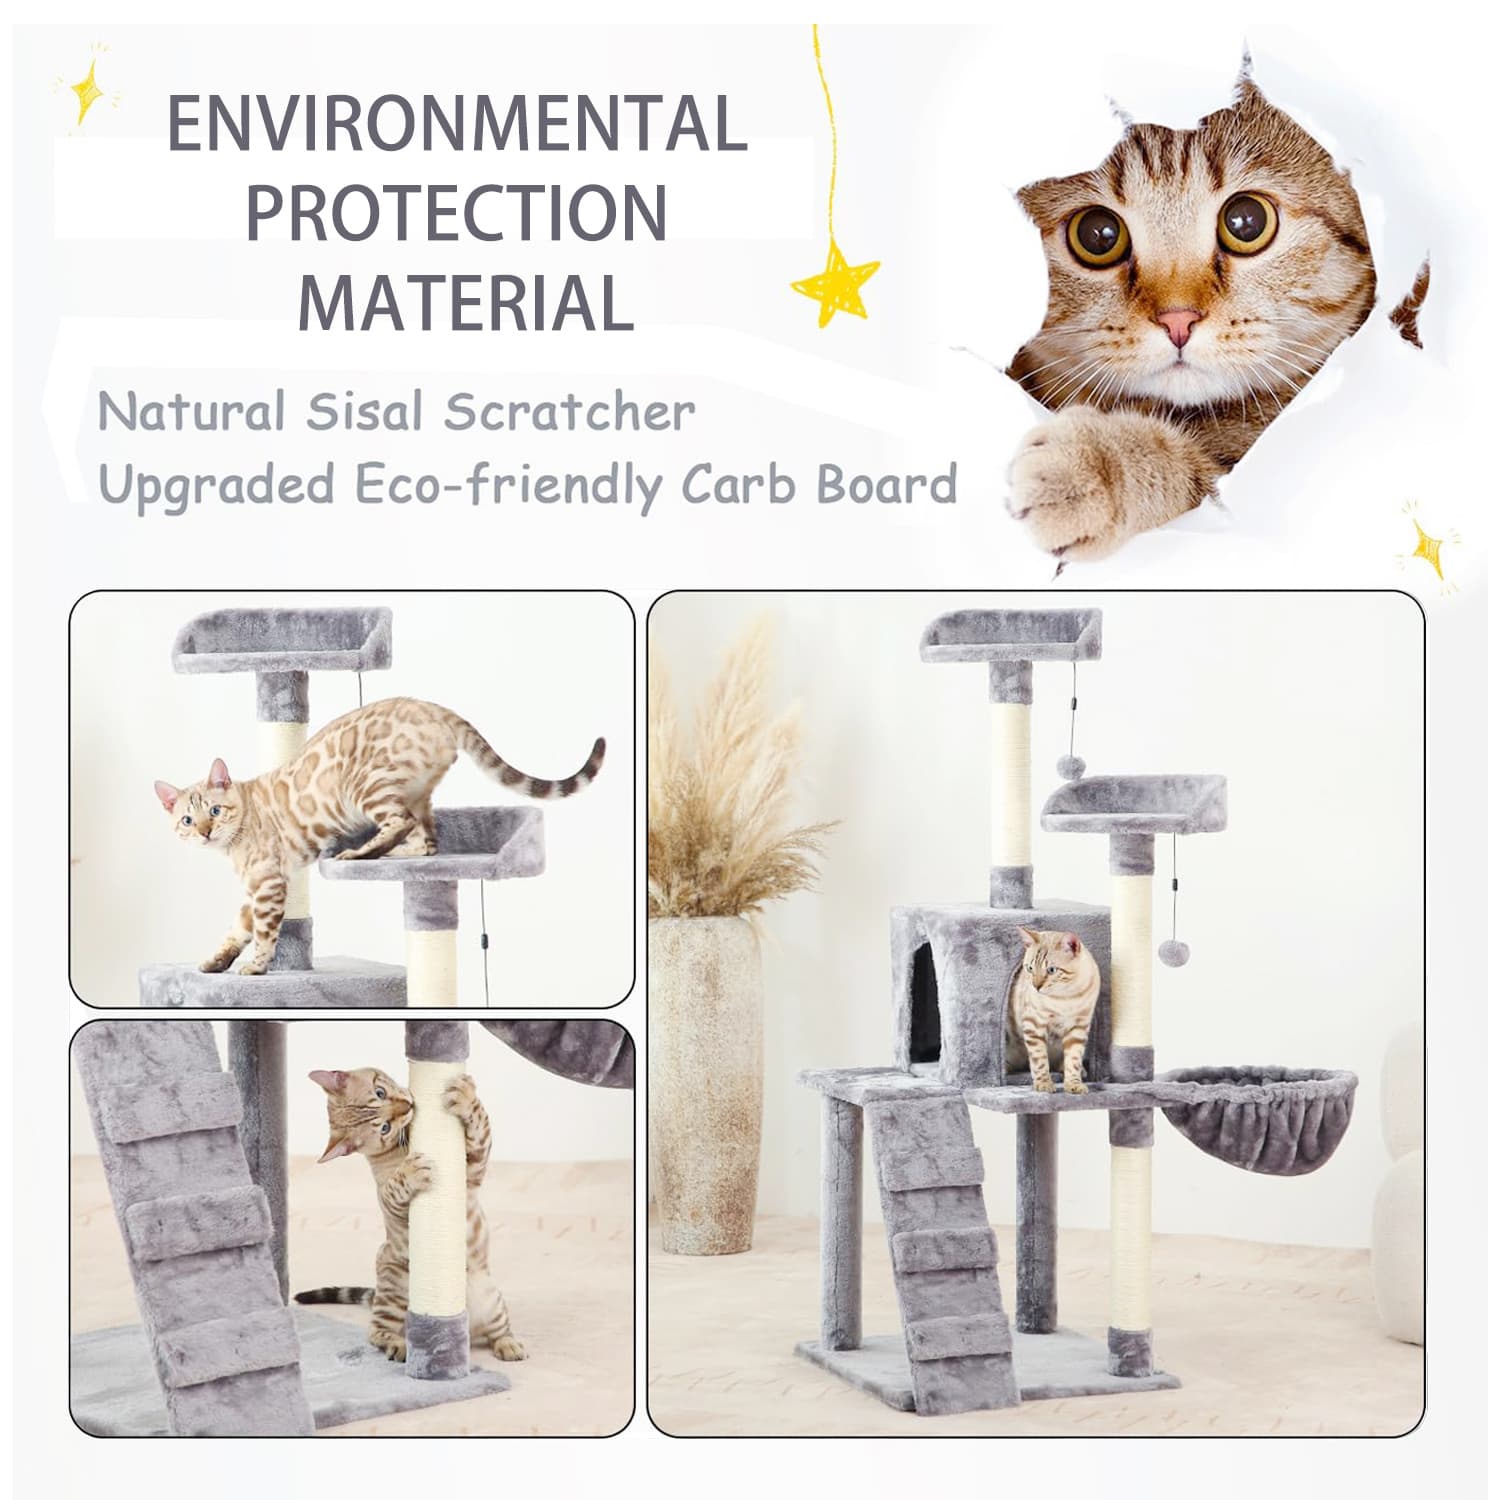 ENVIRONMENTAL
PROTECTION
MATERIAL
Natural Sisal Scratcher
Upgraded Eco-friendly Carb Board